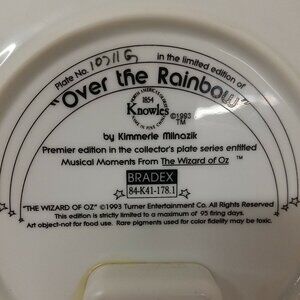 Plate No. 10711G in the limited edition of
"Over the Rainbow"
1854
Knowles
©1993
TM
by Kimmerle Milnazik
Premier edition in the collector's plate series entitled
Musical Moments From The Wizard of Oz ™
BRADEX
84-K41-178.1
"THE WIZARD OF OZ" ©1993 Turner Entertainment Co. All Rights Reserved
This edition is strictly limited to a maximum of 95 firing days.
Art object-not for food use. Rare pigments used for color fidelity may be toxic.